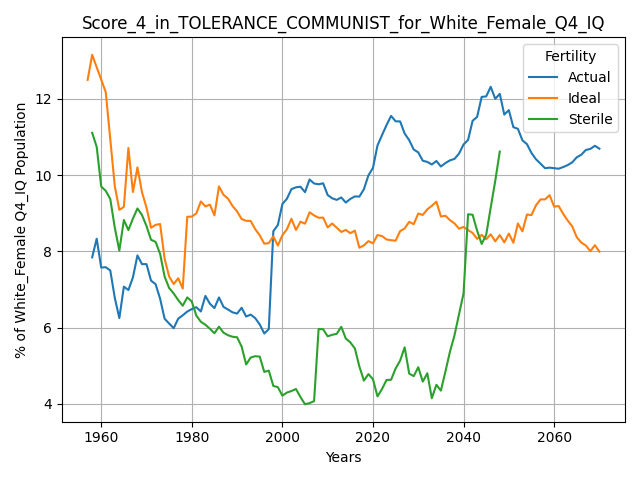 Score_4_in_TOLERANCE_COMMUNIST_for_White_Female_Q4_IQ
Fertility
Actual
Ideal
Sterile
% of White_Female Q4_IQ Population
12
10
8
6
4
1960 1980 2000 2020 2040 2060
Years